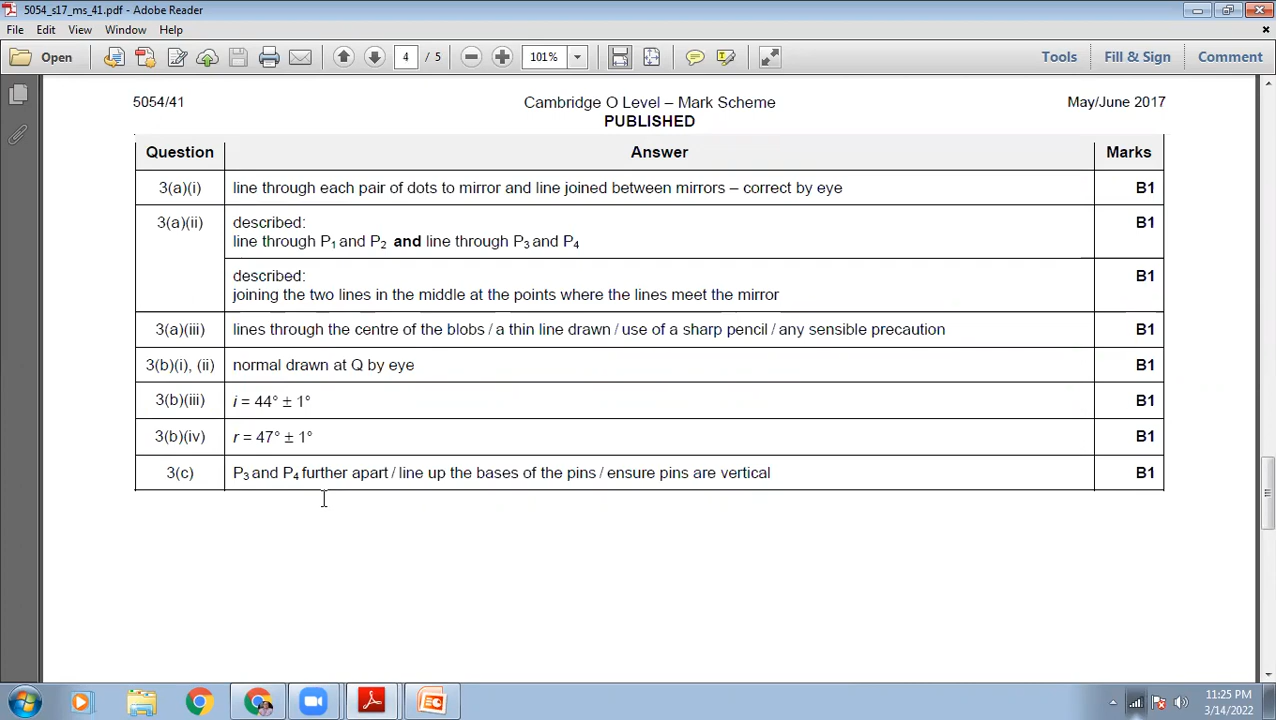 5054_s17_ms_41.pdf - Adobe Reader
File Edit View Window Help
Open 4 / 5 101% Tools Fill & Sign Comment
5054/41 Cambridge O Level – Mark Scheme May/June 2017
PUBLISHED
Question Answer Marks
3(a)(i) line through each pair of dots to mirror and line joined between mirrors – correct by eye B1
3(a)(ii) described: B1
line through P1 and P2 and line through P3 and P4
described: B1
joining the two lines in the middle at the points where the lines meet the mirror
3(a)(iii) lines through the centre of the blobs / a thin line drawn / use of a sharp pencil / any sensible precaution B1
3(b)(i), (ii) normal drawn at Q by eye B1
3(b)(iii) i = 44° ± 1° B1
3(b)(iv) r = 47° ± 1° B1
3(c) P3 and P4 further apart / line up the bases of the pins / ensure pins are vertical B1
11:25 PM
3/14/2022